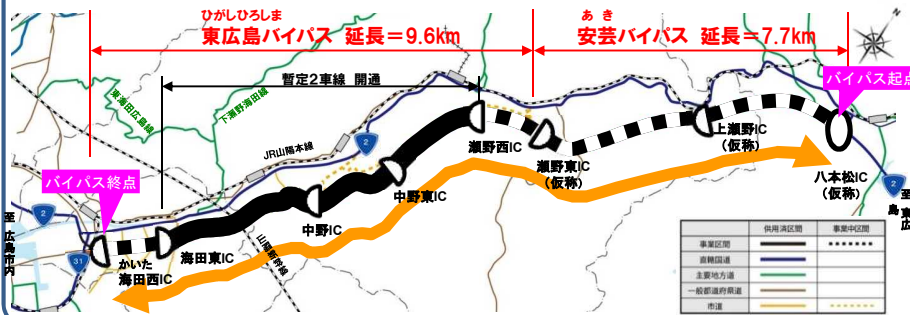 ひがしひろしま
東広島バイパス 延長=9.6km
あき
安芸バイパス 延長=7.7km
N
暫定2車線 開通
バイパス起点
東海田広島線
下瀬野海田線
2
JR山陽本線
瀬野西IC
瀬野東IC
(仮称)
上瀬野IC
(仮称)
八本松IC
(仮称)
バイパス終点
中野東IC
中野IC
2
至 東広島
2
至 広島市内
31
かいた
海田西IC
海田東IC
山陽新幹線
供用済区間
事業中区間
事業区間
直轄国道
主要地方道
一般都道府県道
市道